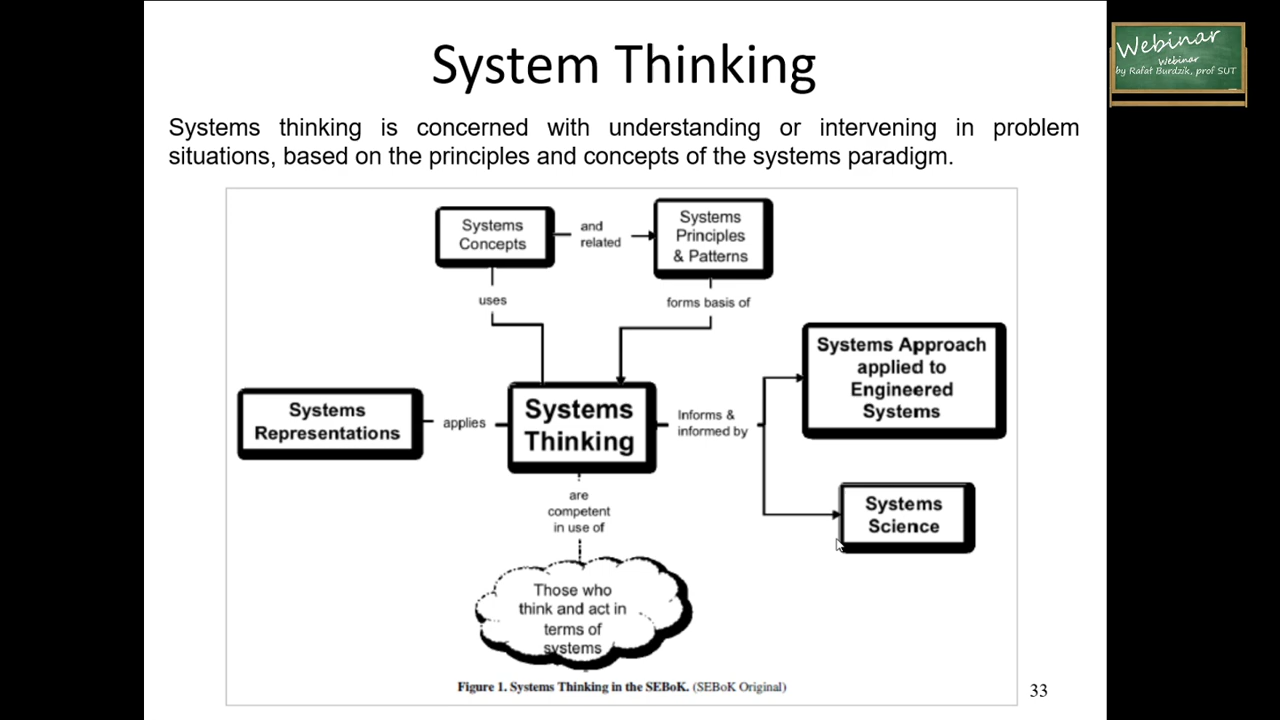 System Thinking
Webinar
Webinar
by Rafat Burdzik, prof SUT
Systems thinking is concerned with understanding or intervening in problem
situations, based on the principles and concepts of the systems paradigm.
Systems
Concepts
and
related
Systems
Principles
& Patterns
uses
forms basis of
Systems Approach
applied to
Engineered
Systems
Systems
Representations
applies
Systems
Thinking
Informs &
informed by
Systems
Science
are
competent
in use of
Those who
think and act in
terms of
systems
Figure 1. Systems Thinking in the SEBoK. (SEBoK Original)
33